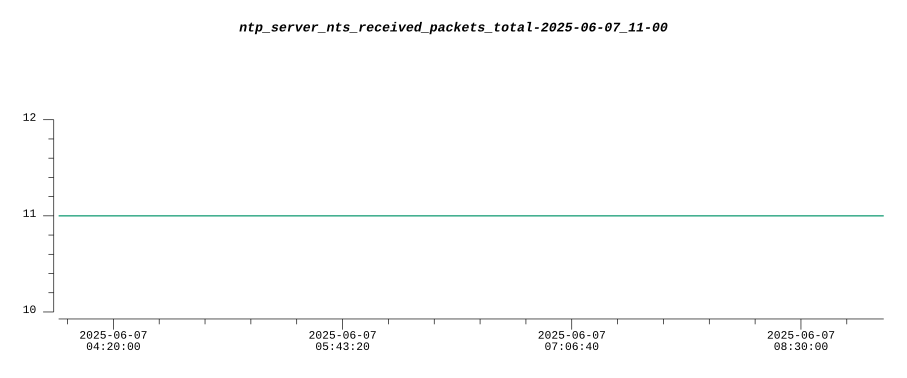 ntp_server_nts_received_packets_total-2025-06-07_11-00
12
11
10
2025-06-07 2025-06-07 2025-06-07 2025-06-07
04:20:00 05:43:20 07:06:40 08:30:00